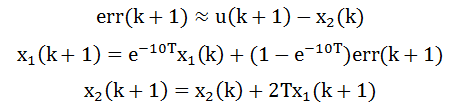 err(k + 1) ≈ u(k + 1) − x₂(k)
x₁(k + 1) = e⁻¹⁰ᵀx₁(k) + (1 − e⁻¹⁰ᵀ)err(k + 1)
x₂(k + 1) = x₂(k) + 2Tx₁(k + 1)